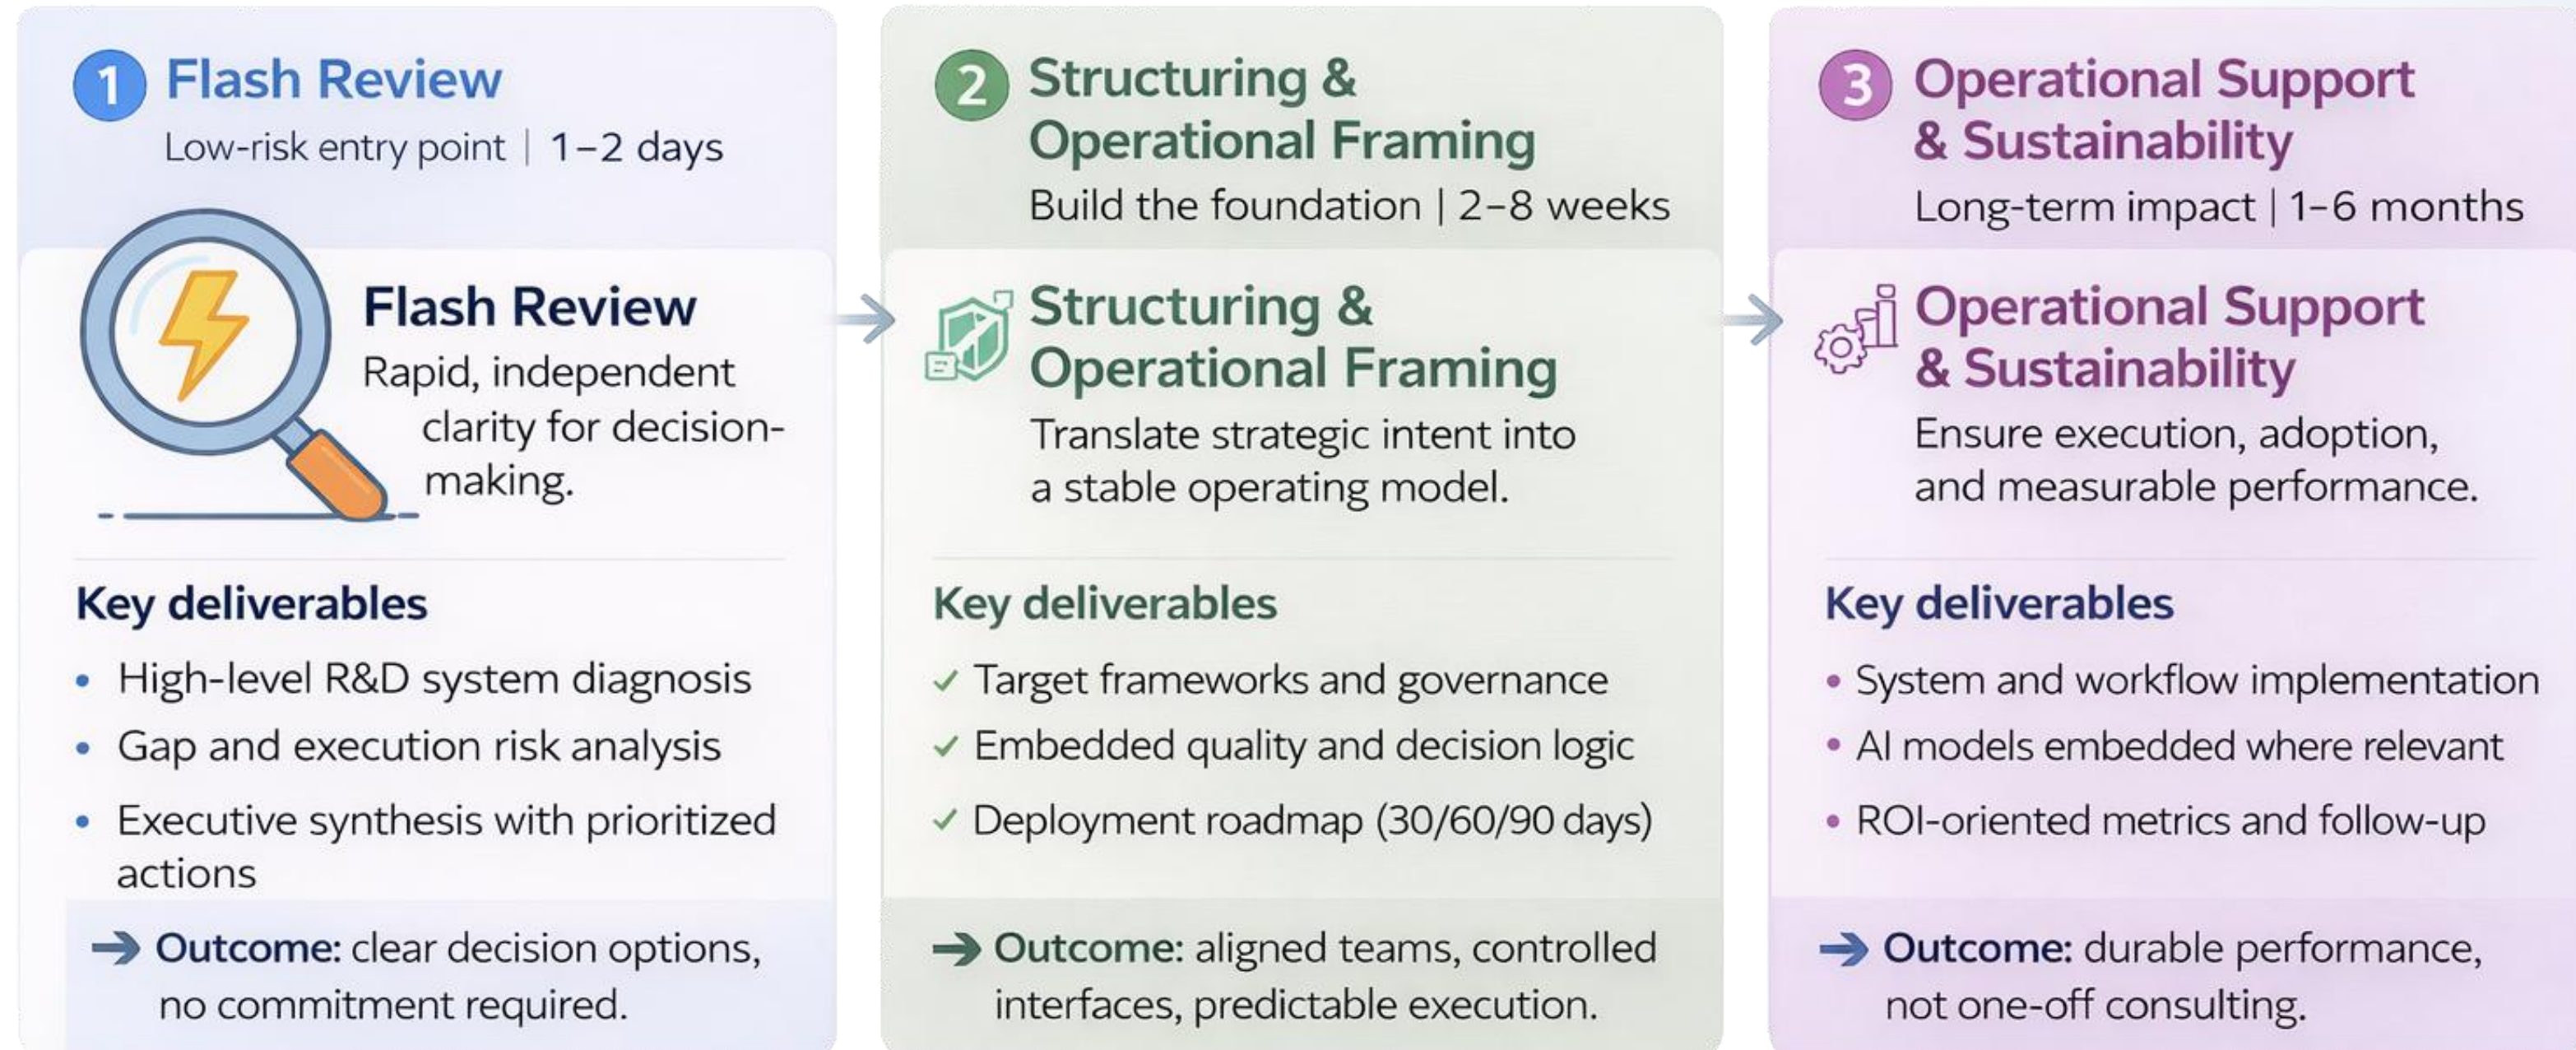 1 Flash Review
Low-risk entry point | 1–2 days
Flash Review
Rapid, independent
clarity for decision-
making.
Key deliverables
• High-level R&D system diagnosis
• Gap and execution risk analysis
• Executive synthesis with prioritized
actions
→ Outcome: clear decision options,
no commitment required.
2 Structuring &
Operational Framing
Build the foundation | 2–8 weeks
Structuring &
Operational Framing
Translate strategic intent into
a stable operating model.
Key deliverables
✓ Target frameworks and governance
✓ Embedded quality and decision logic
✓ Deployment roadmap (30/60/90 days)
→ Outcome: aligned teams, controlled
interfaces, predictable execution.
3 Operational Support
& Sustainability
Long-term impact | 1–6 months
Operational Support
& Sustainability
Ensure execution, adoption,
and measurable performance.
Key deliverables
• System and workflow implementation
• AI models embedded where relevant
• ROI-oriented metrics and follow-up
→ Outcome: durable performance,
not one-off consulting.